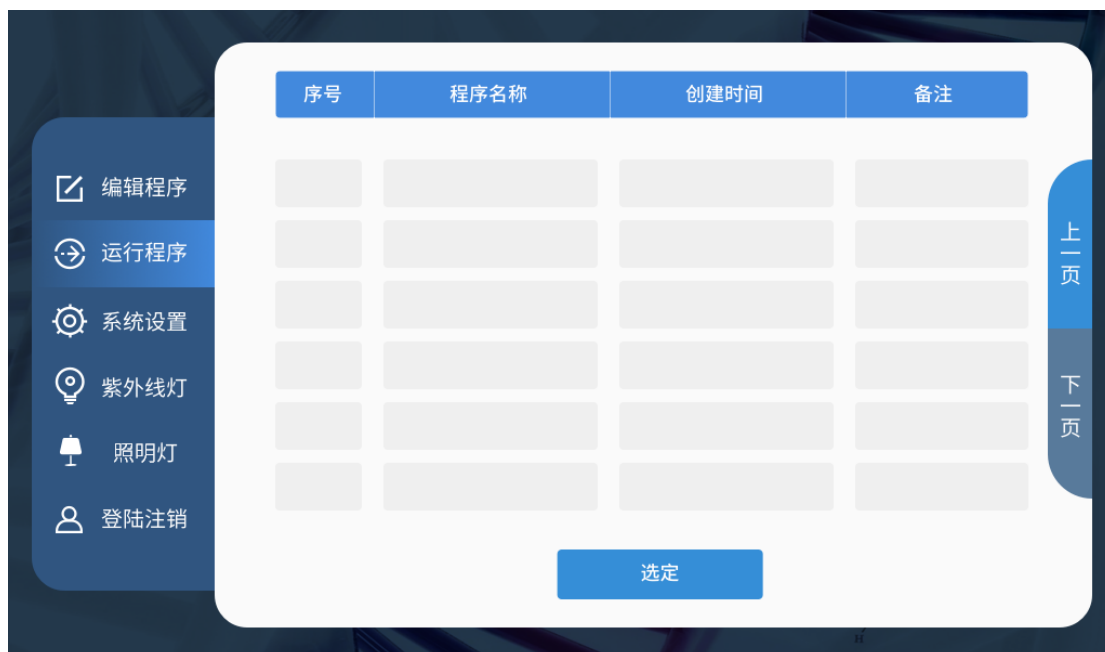 序号 程序名称 创建时间 备注
编辑程序
运行程序
系统设置
紫外线灯
照明灯
登陆注销
上一页
下一页
选定
H